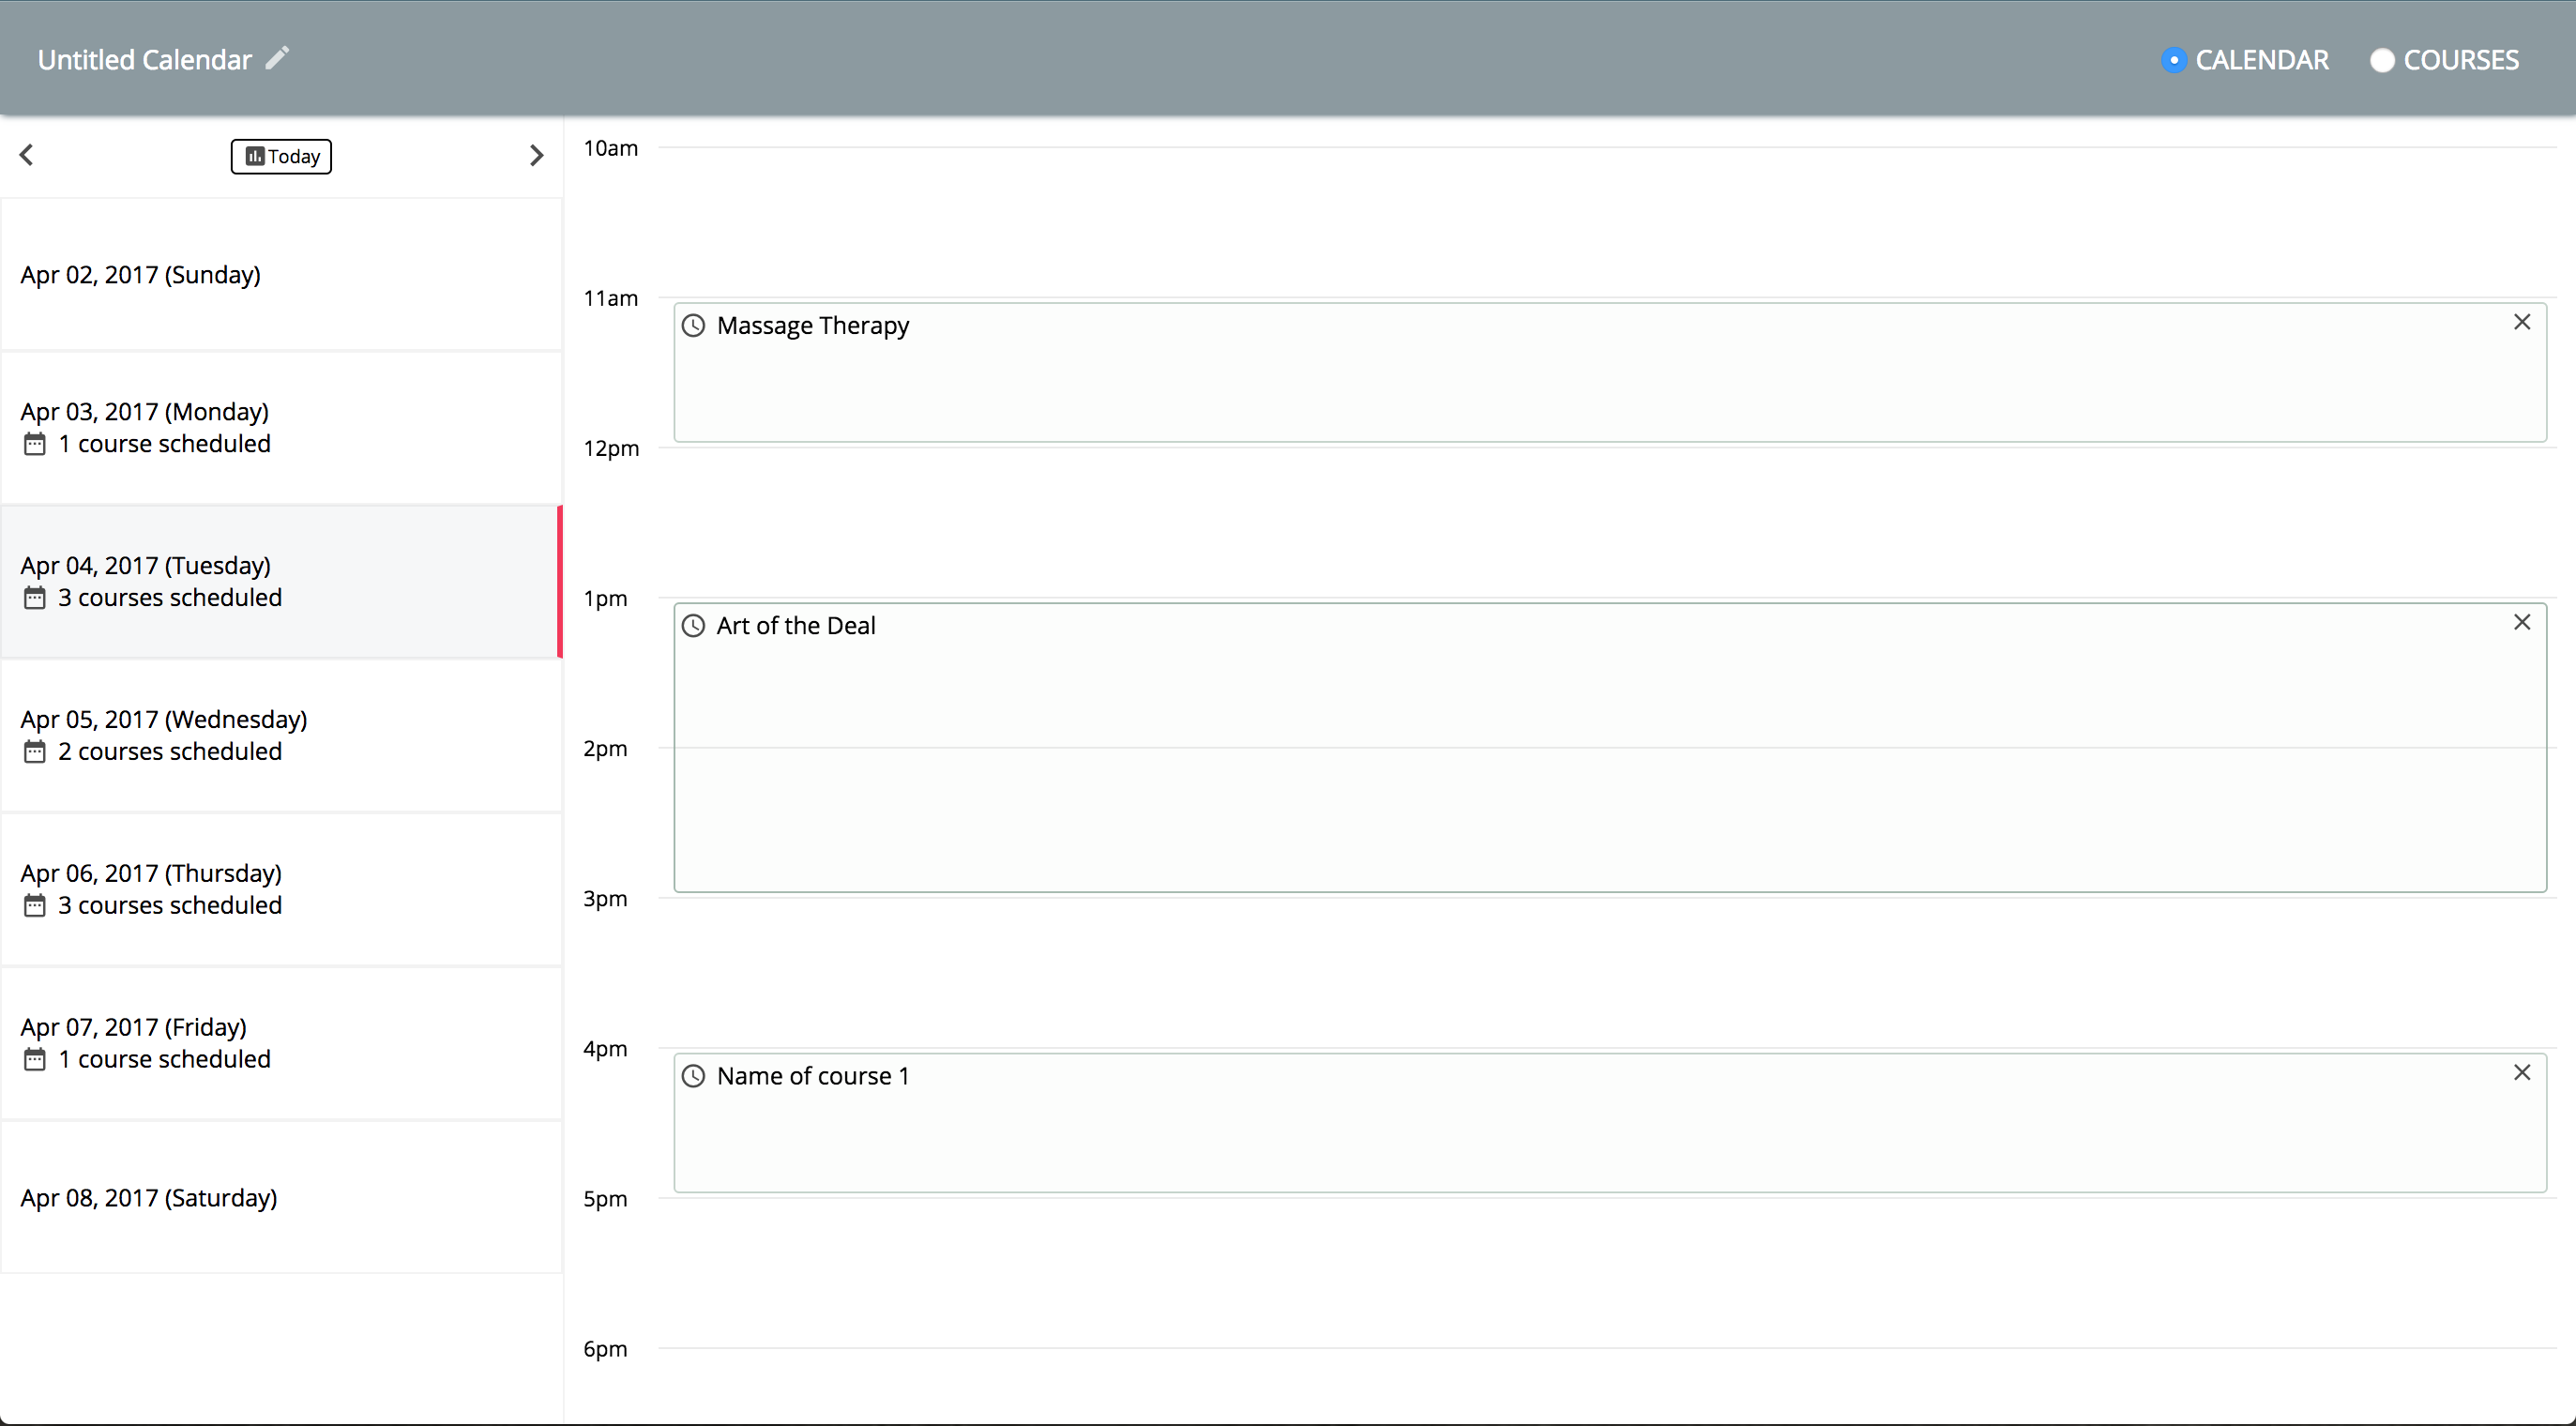 Untitled Calendar
CALENDAR
COURSES
Today
Apr 02, 2017 (Sunday)
Apr 03, 2017 (Monday)
1 course scheduled
Apr 04, 2017 (Tuesday)
3 courses scheduled
Apr 05, 2017 (Wednesday)
2 courses scheduled
Apr 06, 2017 (Thursday)
3 courses scheduled
Apr 07, 2017 (Friday)
1 course scheduled
Apr 08, 2017 (Saturday)
10am
11am
Massage Therapy
12pm
1pm
Art of the Deal
2pm
3pm
4pm
Name of course 1
5pm
6pm